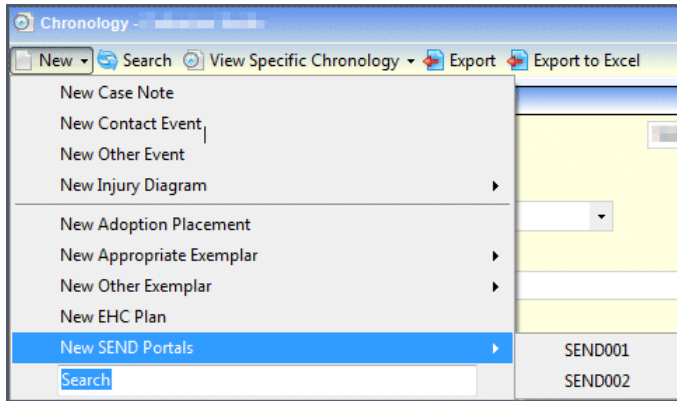 Chronology -
New Search View Specific Chronology Export Export to Excel
New Case Note
New Contact Event
New Other Event
New Injury Diagram
New Adoption Placement
New Appropriate Exemplar
New Other Exemplar
New EHC Plan
New SEND Portals SEND001
Search SEND002